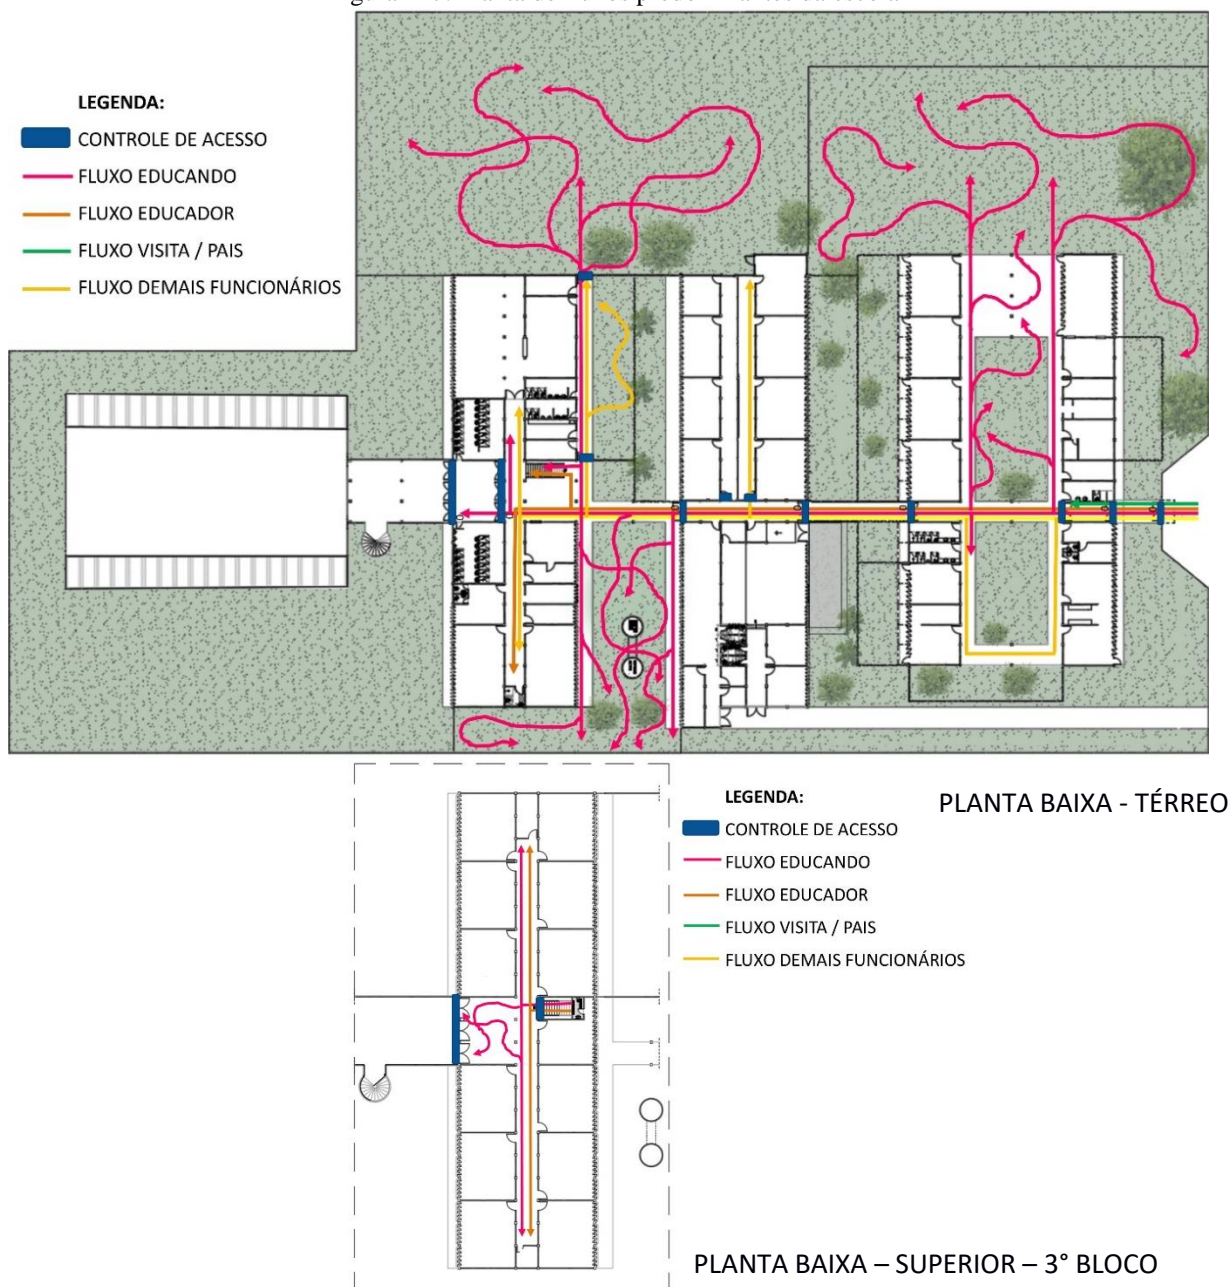 LEGENDA:
CONTROLE DE ACESSO
FLUXO EDUCANDO
FLUXO EDUCADOR
FLUXO VISITA / PAIS
FLUXO DEMAIS FUNCIONÁRIOS
PLANTA BAIXA - TÉRREO
LEGENDA:
CONTROLE DE ACESSO
FLUXO EDUCANDO
FLUXO EDUCADOR
FLUXO VISITA / PAIS
FLUXO DEMAIS FUNCIONÁRIOS
PLANTA BAIXA – SUPERIOR – 3° BLOCO